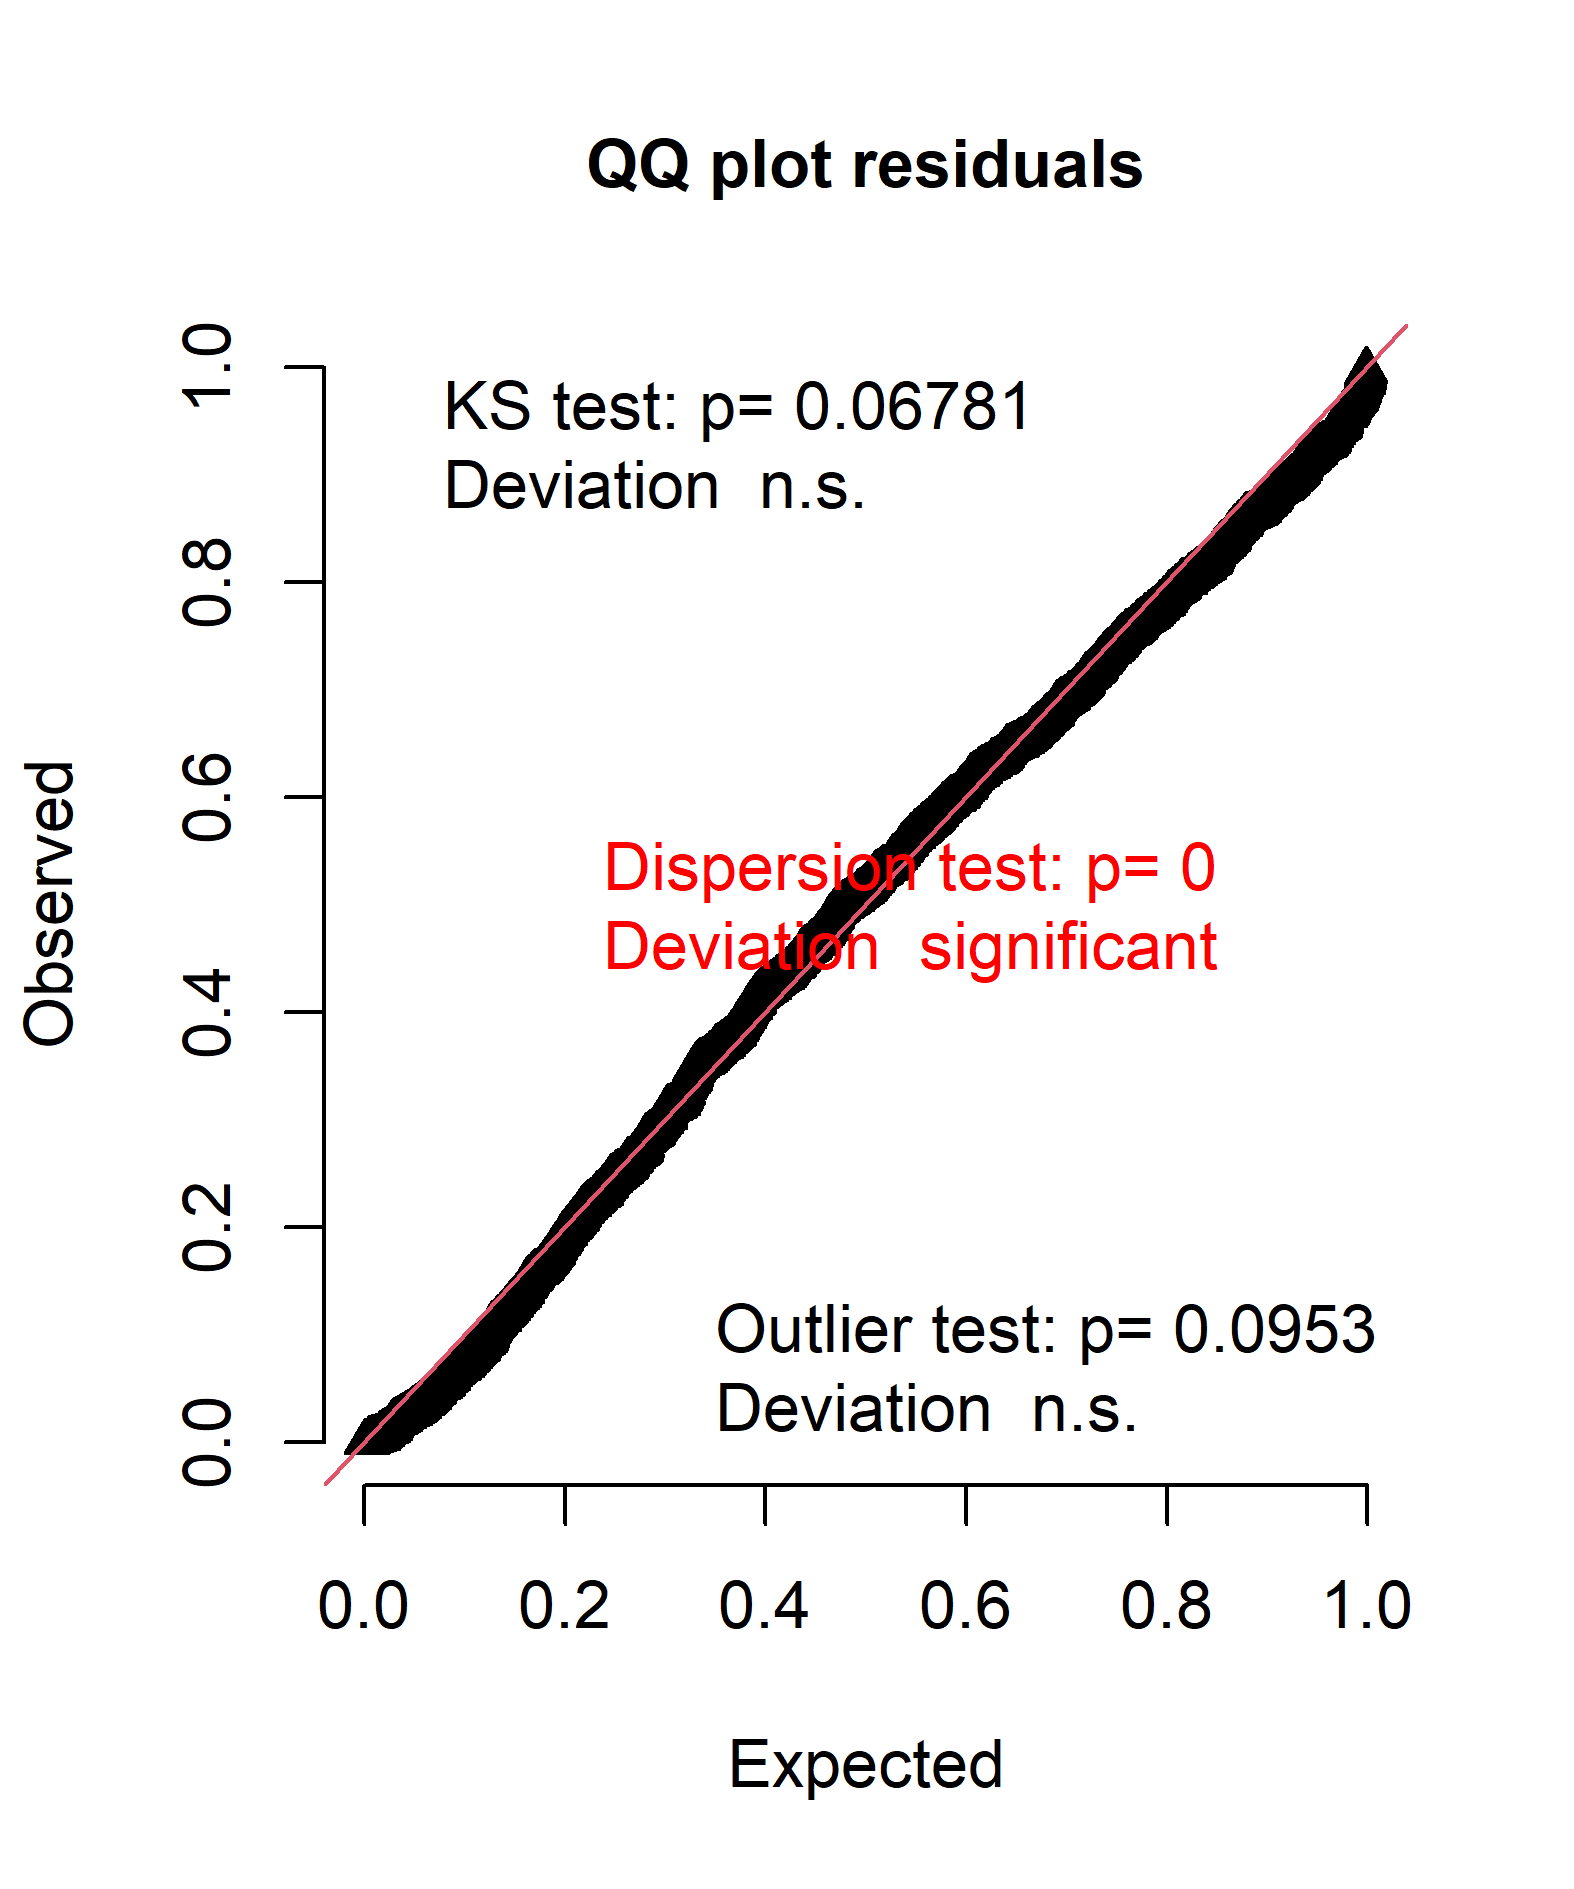 QQ plot residuals
KS test: p= 0.06781
Deviation  n.s.
Dispersion test: p= 0
Deviation  significant
Outlier test: p= 0.0953
Deviation  n.s.
Observed
0.0 0.2 0.4 0.6 0.8 1.0
0.0 0.2 0.4 0.6 0.8 1.0
Expected